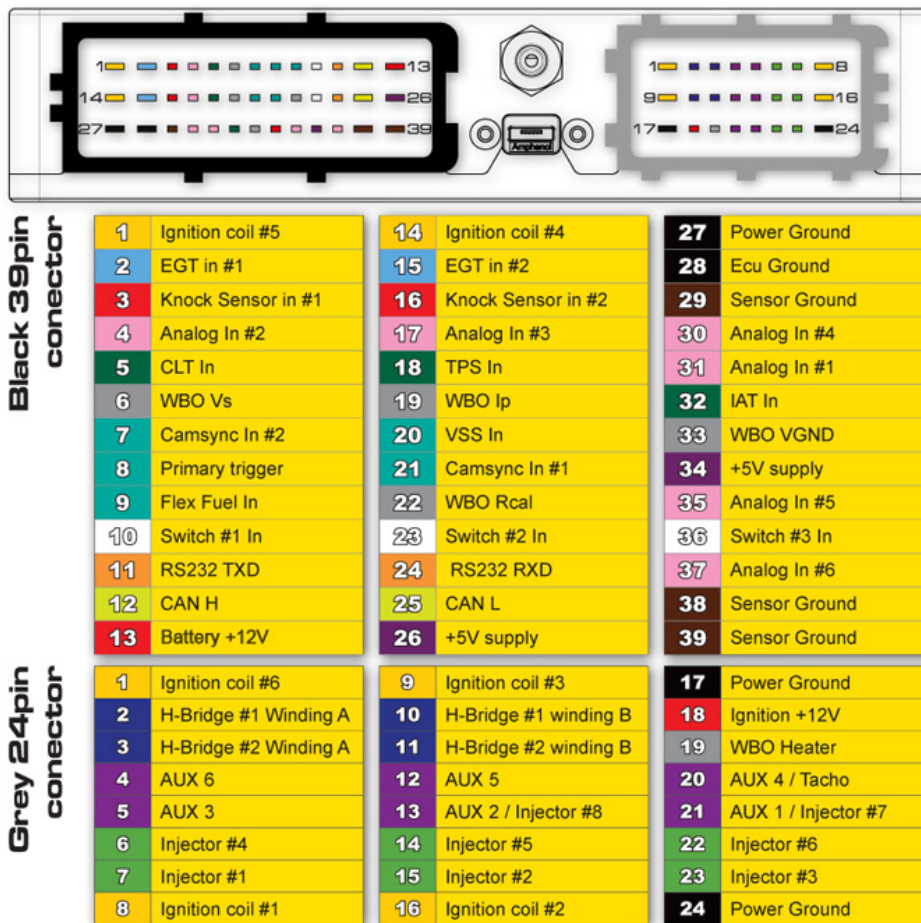 1 13 1 8
14 26 9 16
27 39 17 24
Amphenol
Black 39pin
conector
1 Ignition coil #5 14 Ignition coil #4 27 Power Ground
2 EGT in #1 15 EGT in #2 28 Ecu Ground
3 Knock Sensor in #1 16 Knock Sensor in #2 29 Sensor Ground
4 Analog In #2 17 Analog In #3 30 Analog In #4
5 CLT In 18 TPS In 31 Analog In #1
6 WBO Vs 19 WBO Ip 32 IAT In
7 Camsync In #2 20 VSS In 33 WBO VGND
8 Primary trigger 21 Camsync In #1 34 +5V supply
9 Flex Fuel In 22 WBO Rcal 35 Analog In #5
10 Switch #1 In 23 Switch #2 In 36 Switch #3 In
11 RS232 TXD 24 RS232 RXD 37 Analog In #6
12 CAN H 25 CAN L 38 Sensor Ground
13 Battery +12V 26 +5V supply 39 Sensor Ground
Grey 24pin
conector
1 Ignition coil #6 9 Ignition coil #3 17 Power Ground
2 H-Bridge #1 Winding A 10 H-Bridge #1 winding B 18 Ignition +12V
3 H-Bridge #2 Winding A 11 H-Bridge #2 winding B 19 WBO Heater
4 AUX 6 12 AUX 5 20 AUX 4 / Tacho
5 AUX 3 13 AUX 2 / Injector #8 21 AUX 1 / Injector #7
6 Injector #4 14 Injector #5 22 Injector #6
7 Injector #1 15 Injector #2 23 Injector #3
8 Ignition coil #1 16 Ignition coil #2 24 Power Ground